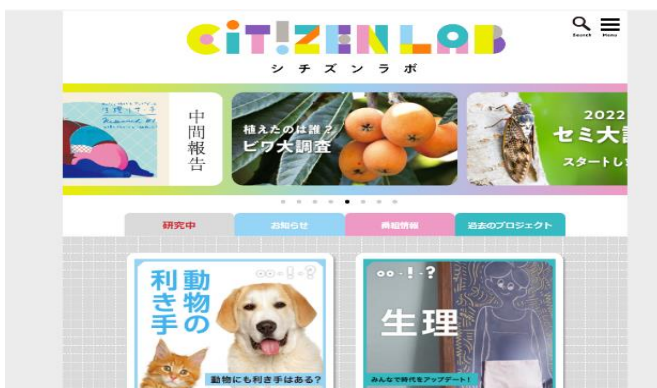 CiT!ZEN LAB
シチズンラボ
Search
Menu
中間報告
植えたのは誰?
ビワ大調査
2022
セミ大
スタートし
研究中
お知らせ
過去のプロジェクト
動物の
利き手
動物にも利き手はある?
生理
みんなで時代をアップデート!